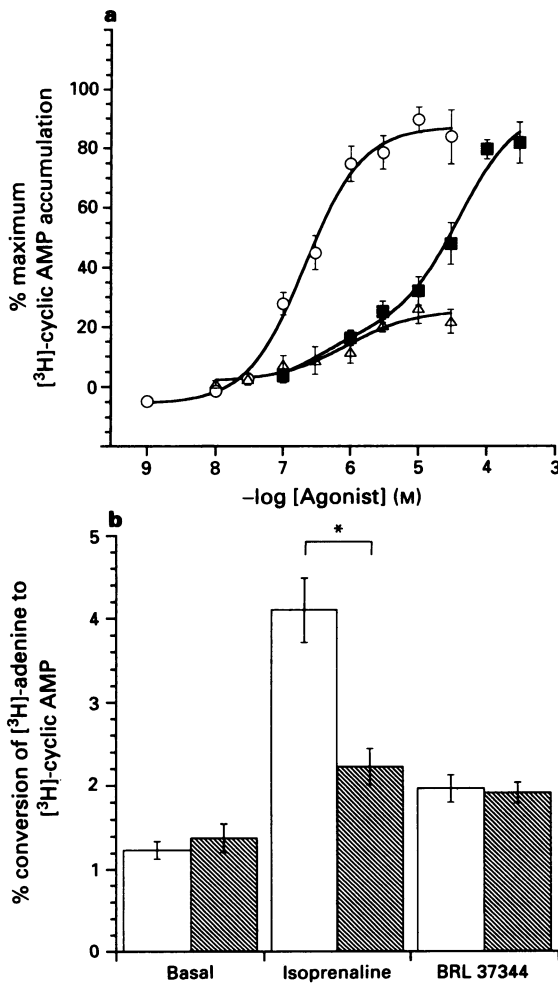 a
% maximum
[³H]-cyclic AMP accumulation
100
80
60
40
20
0
9 8 7 6 5 4 3
–log [Agonist] (M)
b
% conversion of [³H]-adenine to
[³H]-cyclic AMP
5
4
3
2
1
0
*
Basal Isoprenaline BRL 37344